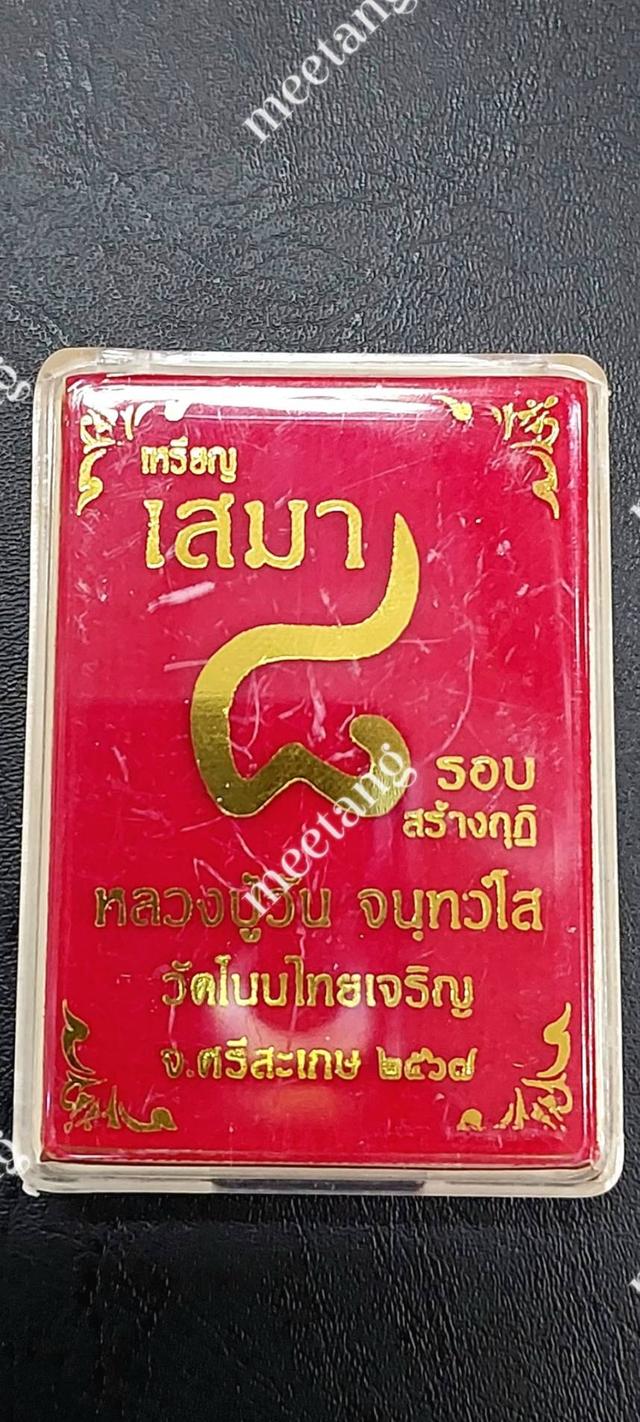 meetang
เหรียญ
เสมา
๘ รอบ
สร้างกุฏิ
meetang
หลวงปู่วัน จนฺทวํโส
วัดโนนไทยเจริญ
จ.ศรีสะเกษ ๒๕๖๗